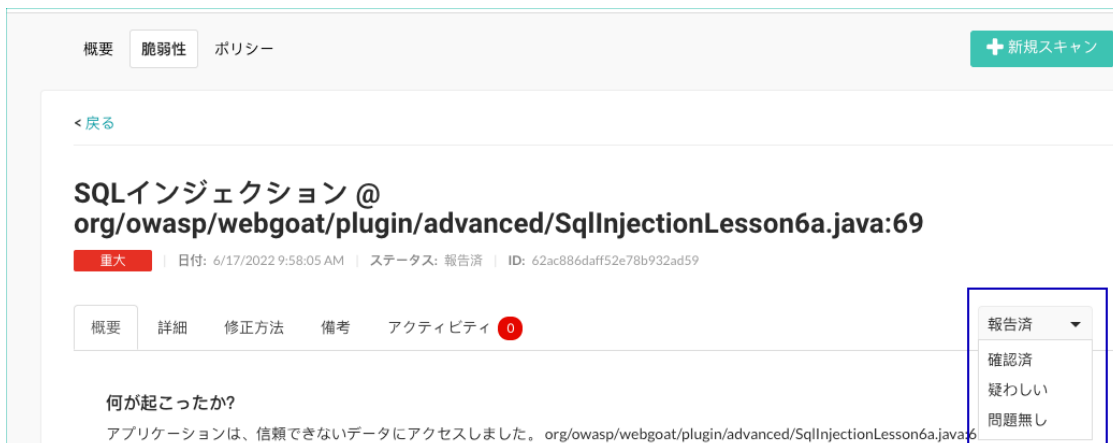 概要 脆弱性 ポリシー
新規スキャン
< 戻る
SQLインジェクション @
org/owasp/webgoat/plugin/advanced/SqlInjectionLesson6a.java:69
重大 日付: 6/17/2022 9:58:05 AM ステータス: 報告済 ID: 62ac886daff52e78b932ad59
概要 詳細 修正方法 備考 アクティビティ 0
報告済
確認済
疑わしい
問題無し
何が起こったか?
アプリケーションは、信頼できないデータにアクセスしました。 org/owasp/webgoat/plugin/advanced/SqlInjectionLesson6a.java:6